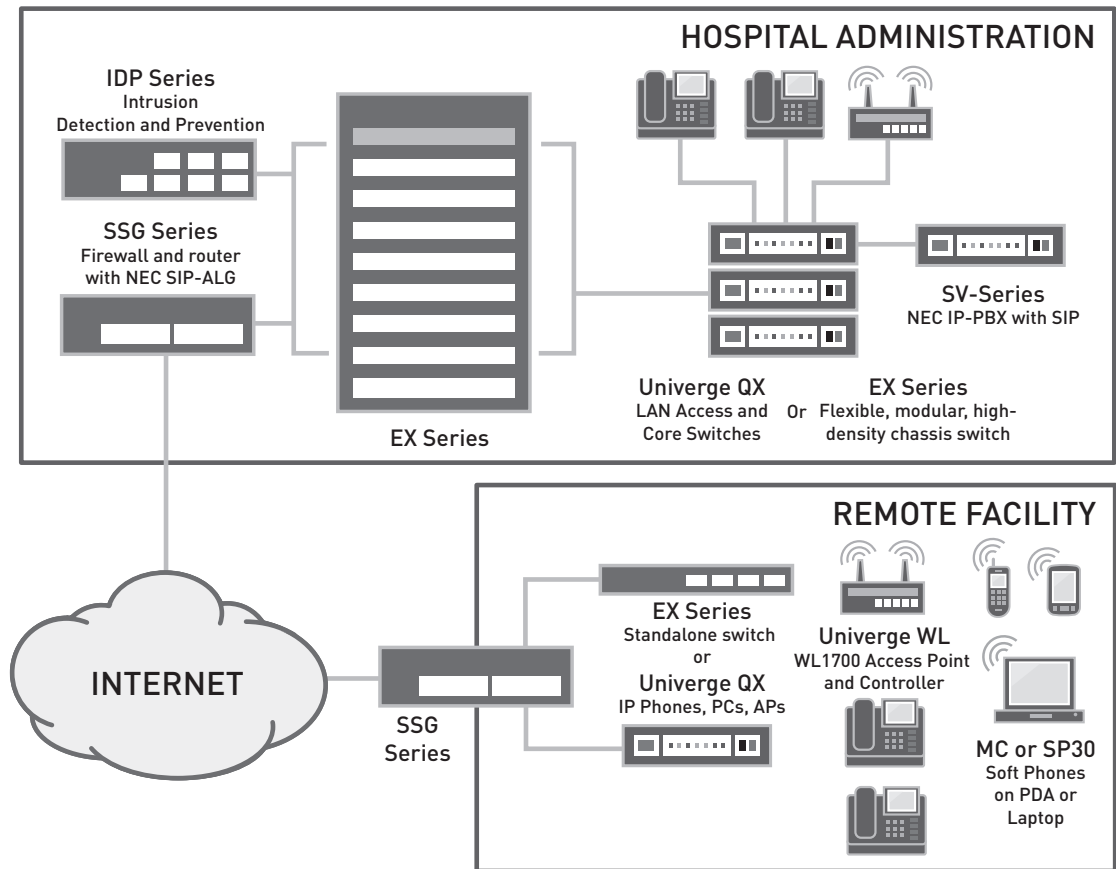 HOSPITAL ADMINISTRATION
IDP Series
Intrusion
Detection and Prevention
SSG Series
Firewall and router
with NEC SIP-ALG
EX Series
SV-Series
NEC IP-PBX with SIP
Univerge QX
LAN Access and
Core Switches
Or
EX Series
Flexible, modular, high-
density chassis switch
INTERNET
SSG
Series
REMOTE FACILITY
EX Series
Standalone switch
or
Univerge QX
IP Phones, PCs, APs
Univerge WL
WL1700 Access Point
and Controller
MC or SP30
Soft Phones
on PDA or
Laptop